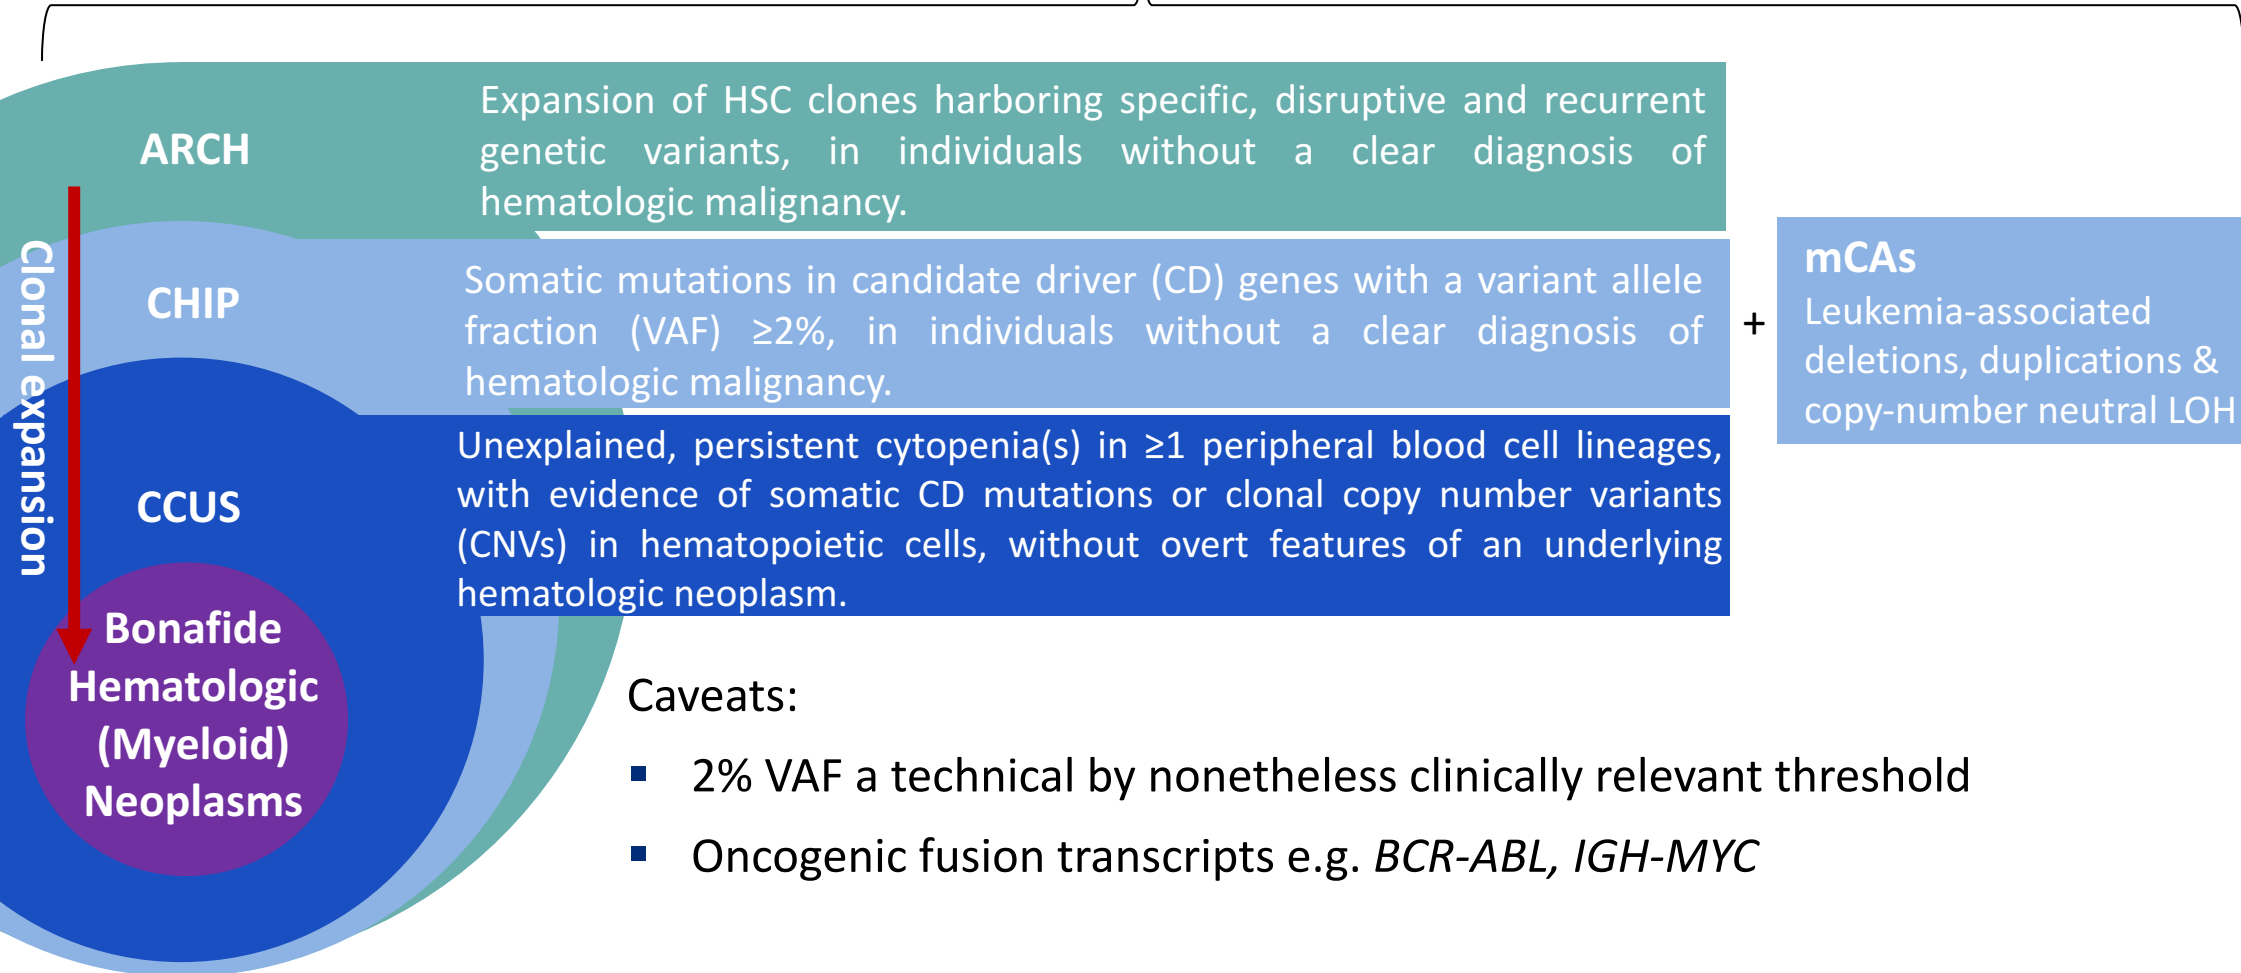 ARCH
Expansion of HSC clones harboring specific, disruptive and recurrent
genetic variants, in individuals without a clear diagnosis of
hematologic malignancy.
Clonal expansion
CHIP
Somatic mutations in candidate driver (CD) genes with a variant allele
fraction (VAF) ≥2%, in individuals without a clear diagnosis of
hematologic malignancy.
+
mCAs
Leukemia-associated
deletions, duplications &
copy-number neutral LOH
CCUS
Unexplained, persistent cytopenia(s) in ≥1 peripheral blood cell lineages,
with evidence of somatic CD mutations or clonal copy number variants
(CNVs) in hematopoietic cells, without overt features of an underlying
hematologic neoplasm.
Bonafide
Hematologic
(Myeloid)
Neoplasms
Caveats:
▪ 2% VAF a technical by nonetheless clinically relevant threshold
▪ Oncogenic fusion transcripts e.g. BCR-ABL, IGH-MYC